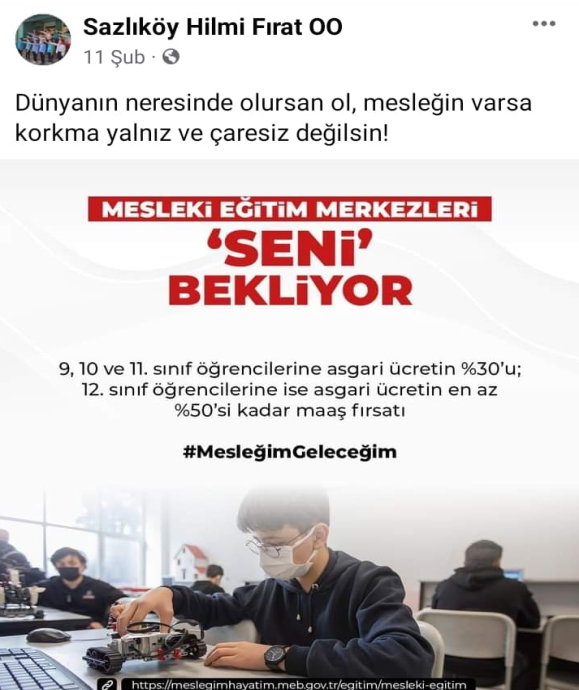 Sazlıköy Hilmi Fırat OO
11 Şub ·
Dünyanın neresinde olursan ol, mesleğin varsa
korkma yalnız ve çaresiz değilsin!
MESLEKİ EĞİTİM MERKEZLERİ
‘SENİ’
BEKLİYOR
9, 10 ve 11. sınıf öğrencilerine asgari ücretin %30’u;
12. sınıf öğrencilerine ise asgari ücretin en az
%50’si kadar maaş fırsatı
#MesleğimGeleceğim
https://meslegimhayatim.meb.gov.tr/egitim/mesleki-egitim